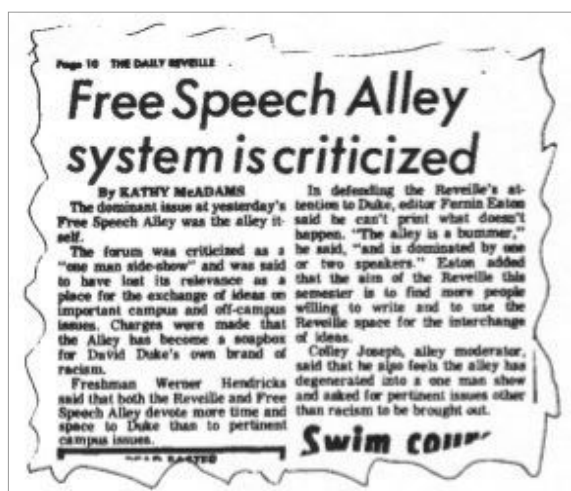 Page 10 THE DAILY REVEILLE
Free Speech Alley
system is criticized
By KATHY McADAMS
The dominant issue at yesterday's
Free Speech Alley was the alley it-
self.
The forum was criticized as a
"one man side-show" and was said
to have lost its relevance as a
place for the exchange of ideas on
important campus and off-campus
issues. Charges were made that
the Alley has become a soapbox
for David Duke's own brand of
racism.
Freshman Werner Hendricks
said that both the Reveille and Free
Speech Alley devote more time and
space to Duke than to pertinent
campus issues.
In defending the Reveille's at-
tention to Duke, editor Fernin Eaton
said he can't print what doesn't
happen. "The alley is a bummer,"
he said, "and is dominated by one
or two speakers." Eaton added
that the aim of the Reveille this
semester is to find more people
willing to write and to use the
Reveille space for the interchange
of ideas.
Colley Joseph, alley moderator,
said that he also feels the alley has
degenerated into a one man show
and asked for pertinent issues other
than racism to be brought out.
Swim